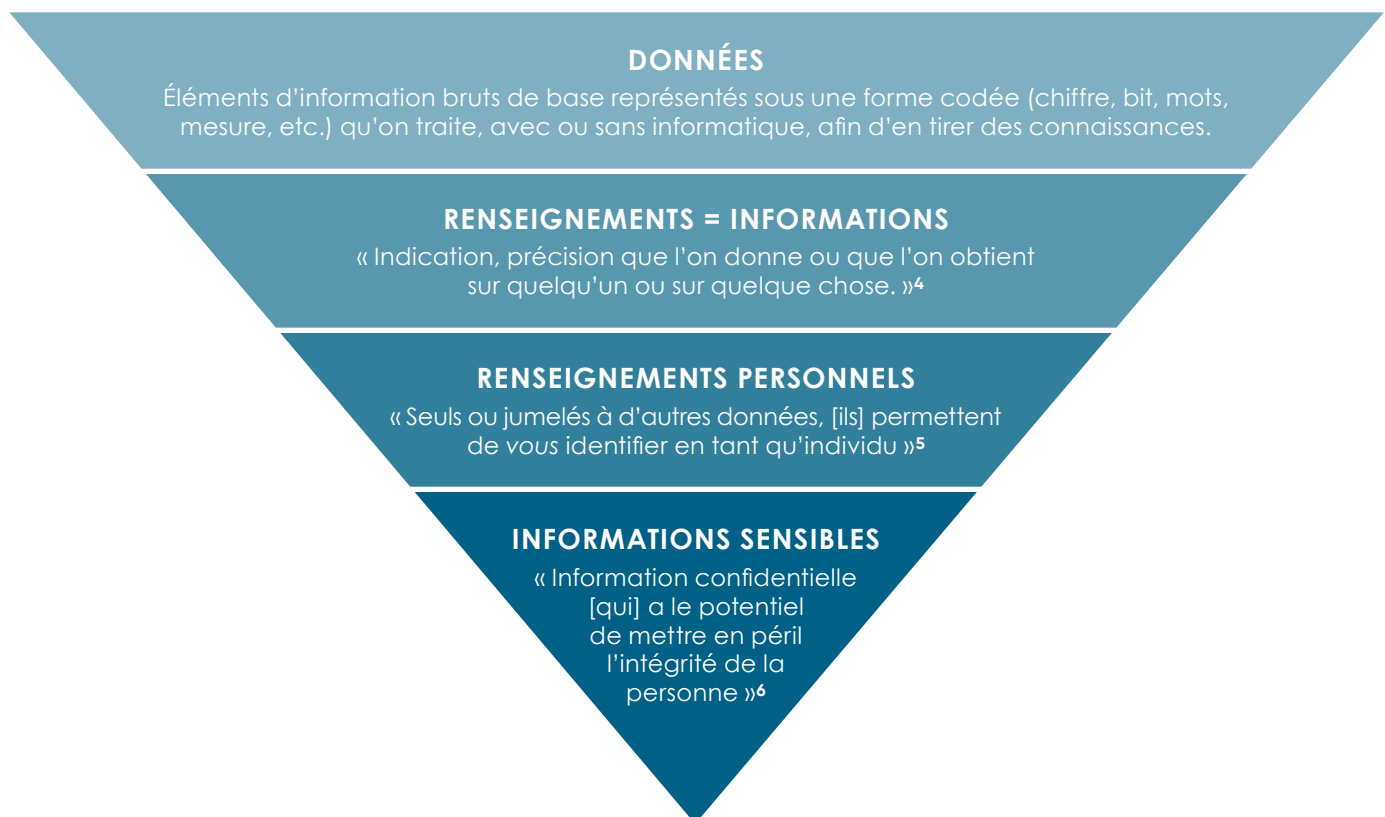 DONNÉES
Éléments d’information bruts de base représentés sous une forme codée (chiffre, bit, mots,
mesure, etc.) qu’on traite, avec ou sans informatique, afin d’en tirer des connaissances.
RENSEIGNEMENTS = INFORMATIONS
« Indication, précision que l’on donne ou que l’on obtient
sur quelqu’un ou sur quelque chose. »4
RENSEIGNEMENTS PERSONNELS
« Seuls ou jumelés à d’autres données, [ils] permettent
de vous identifier en tant qu’individu »5
INFORMATIONS SENSIBLES
« Information confidentielle
[qui] a le potentiel
de mettre en péril
l’intégrité de la
personne »6